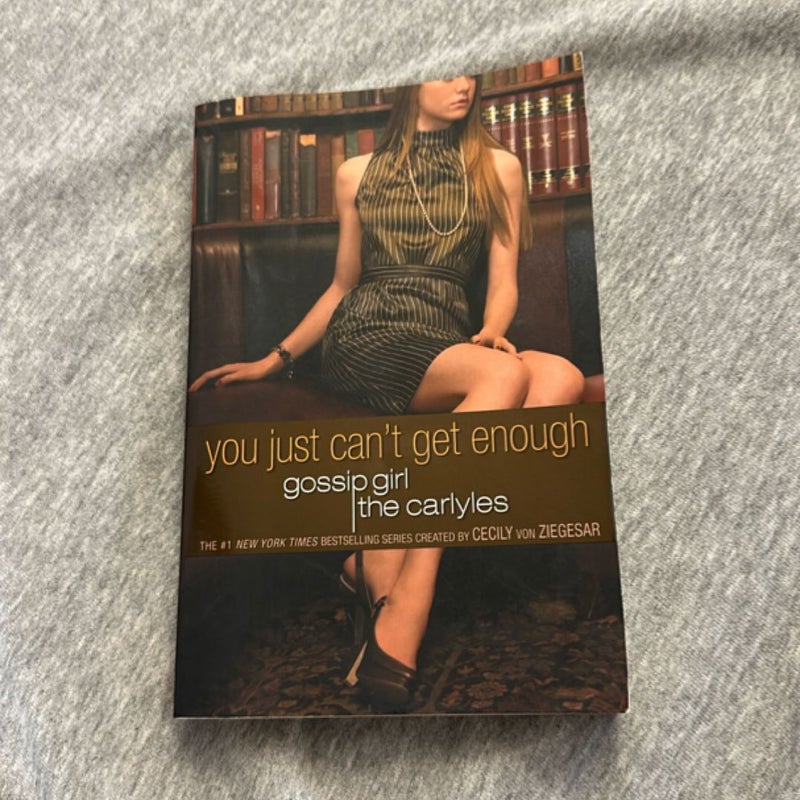 you just can't get enough
gossip girl
the carlyles
THE #1 NEW YORK TIMES BESTSELLING SERIES CREATED BY CECILY VON ZIEGESAR